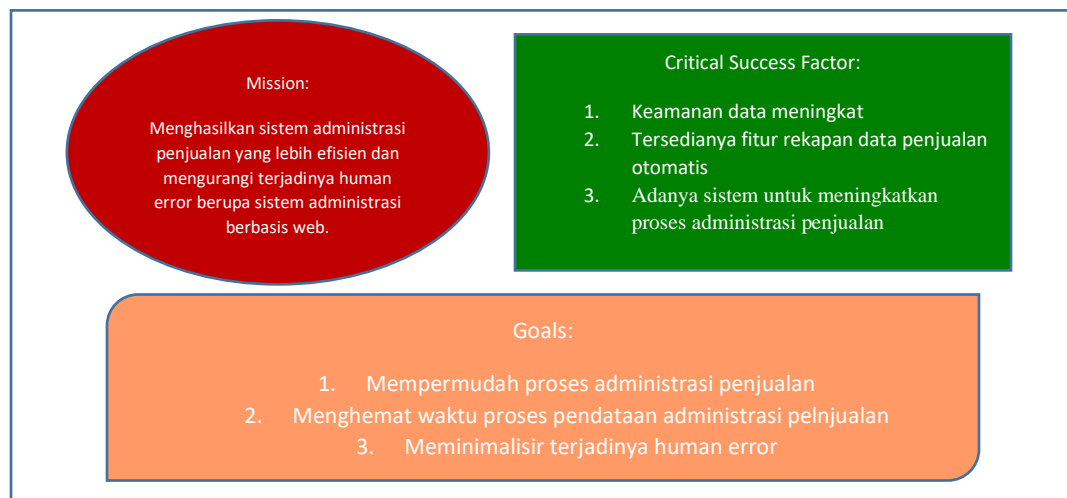 Mission:
Menghasilkan sistem administrasi
penjualan yang lebih efisien dan
mengurangi terjadinya human
error berupa sistem administrasi
berbasis web.
Critical Success Factor:
1. Keamanan data meningkat
2. Tersedianya fitur rekapan data penjualan
otomatis
3. Adanya sistem untuk meningkatkan
proses administrasi penjualan
Goals:
1. Mempermudah proses administrasi penjualan
2. Menghemat waktu proses pendataan administrasi pelnjualan
3. Meminimalisir terjadinya human error